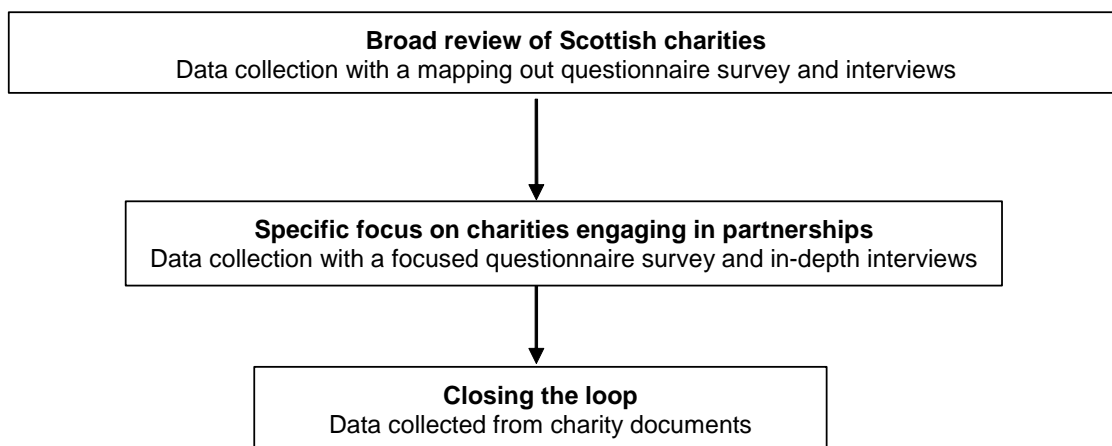 Broad review of Scottish charities
Data collection with a mapping out questionnaire survey and interviews
Specific focus on charities engaging in partnerships
Data collection with a focused questionnaire survey and in-depth interviews
Closing the loop
Data collected from charity documents